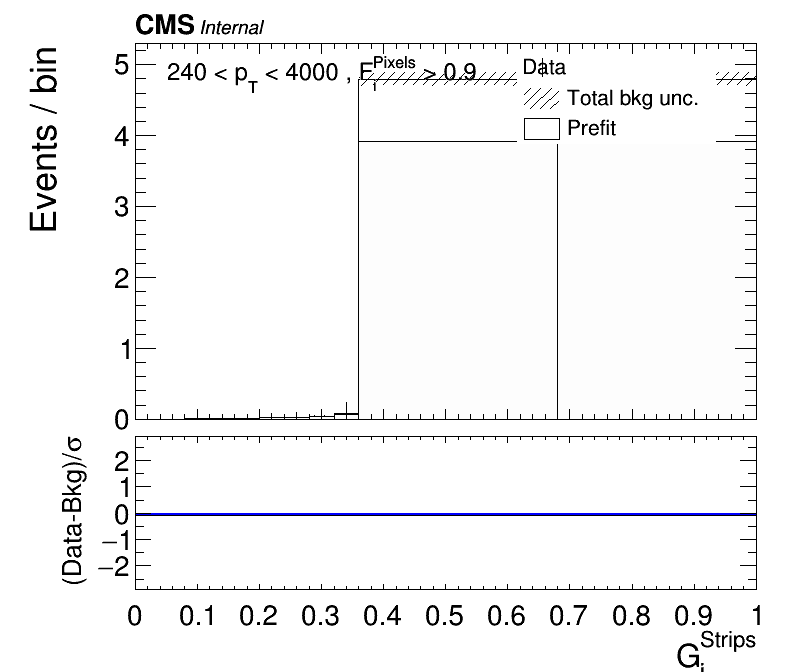 CMS Internal
Events / bin
240 < p_T < 4000 , F_i^Pixels > 0.9
Data
Total bkg unc.
Prefit
5
4
3
2
1
0
(Data-Bkg)/σ
2
1
0
−1
−2
0 0.1 0.2 0.3 0.4 0.5 0.6 0.7 0.8 0.9 1
G_i^Strips